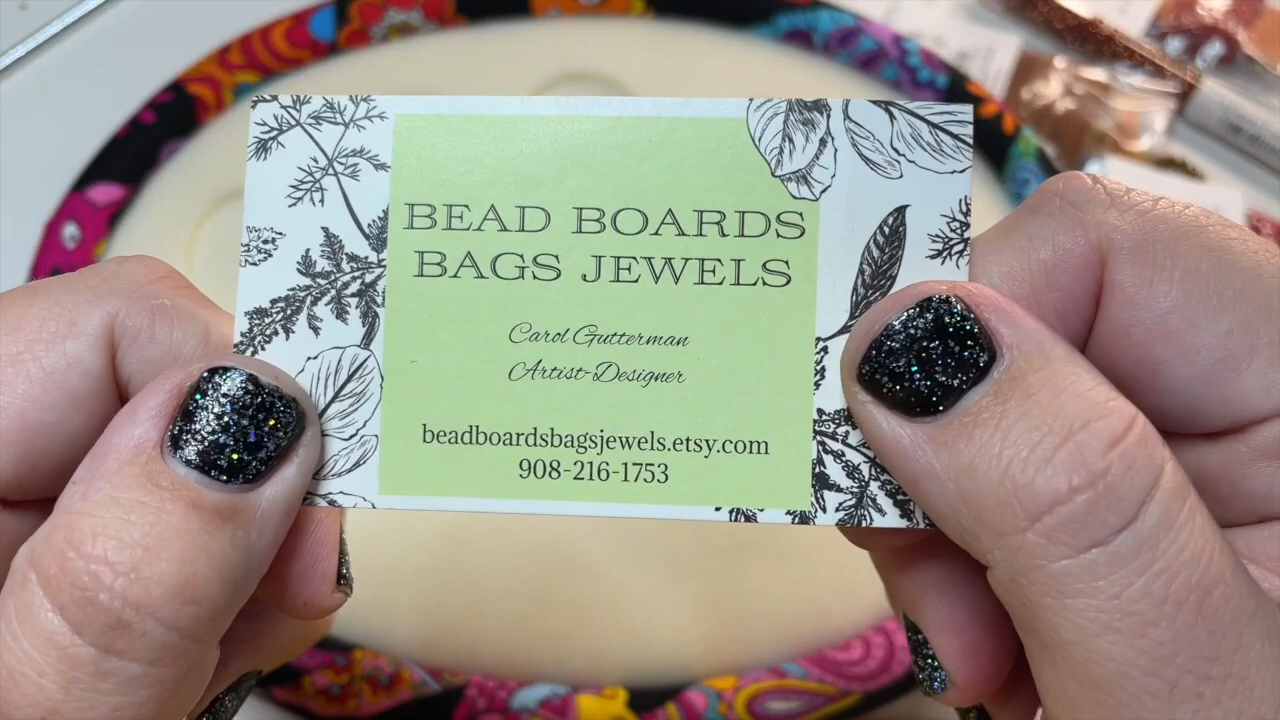 BEAD BOARDS
BAGS JEWELS
Carol Gutterman
Artist-Designer
beadboardsbagsjewels.etsy.com
908-216-1753